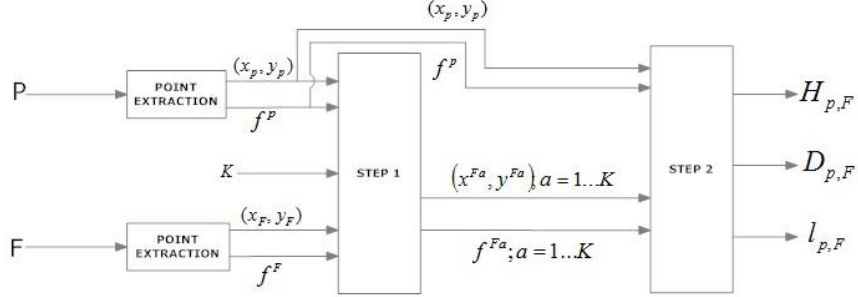 (x_p, y_p)
P
POINT EXTRACTION
(x_p, y_p)
f^p
f^p
H_{p,F}
K
STEP 1
STEP 2
D_{p,F}
(x^{Fa}, y^{Fa}), a = 1...K
F
POINT EXTRACTION
(x_F, y_F)
f^F
f^{Fa}; a = 1...K
l_{p,F}